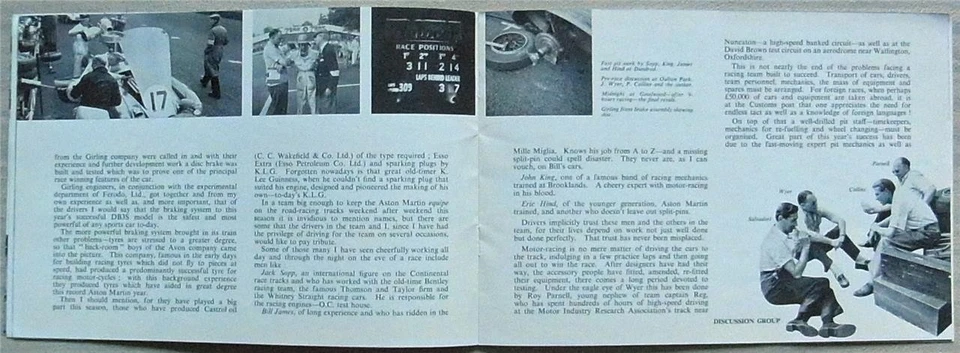 17
RACE POSITIONS
1st 2nd 3rd 4th
3 11 2 14
LAPS BEHIND LEADER
309 3 7
Fast pit work by Sopp, King, James
and Hind at Dundrod.
Pre-race discussion at Oulton Park.
J. Wyer, P. Collins and the author.
Midnight at Goodwood—after 9-
hours racing—the final result.
Girling front brake assembly showing
disc.
from the Girling company were called in and with their
experience and further development work a disc brake was
built and tested which was to prove one of the principal
race winning features of the car.
Girling engineers, in conjunction with the experimental
department of Ferodo, Ltd., got together and from my
own experience as well as, and more important, that of
the drivers I would say that the braking system to this
year's successful DB3S model is the safest and most
powerful of any sports car to-day.
The more powerful braking system brought in its train
other problems—tyres are stressed to a greater degree,
so that "back-room" boys of the Avon company came
into the picture. This company, famous in the early days
for building racing tyres which did not fly to pieces at
speed, had produced a predominantly successful tyre for
racing motor-cycles; with this background experience
they produced tyres which have aided in great degree
this record Aston Martin year.
Then I should mention, for they have played a big
part this season, those who have produced Castrol oil
(C. C. Wakefield & Co. Ltd.) of the type required; Esso
Extra (Esso Petroleum Co. Ltd.) and sparking plugs by
K.L.G. Forgotten nowadays is that great old-timer K.
Lee Guinness, when he couldn't find a sparking plug that
suited his engine, designed and pioneered the making of his
own—to-day's K.L.G.
In a team big enough to keep the Aston Martin equipe
on the road-racing tracks weekend after weekend this
season it is invidious to mention names, but there are
some that the drivers in the team and I, since I have had
the privilege of driving for the team on several occasions,
would like to pay tribute.
Some of those many I have seen cheerfully working all
day and through the night on the eve of a race include
men like
Jack Sopp, an international figure on the Continental
race tracks and who has worked with the old-time Bentley
racing team, the famous Thomson and Taylor firm and
the Whitney Straight racing cars. He is responsible for
the racing engines—O.C. test house.
Bill James, of long experience and who has ridden in the
Mille Miglia. Knows his job from A to Z—and a missing
split-pin could spell disaster. They never are, as I can
vouch, on Bill's cars.
John King, one of a famous band of racing mechanics
trained at Brooklands. A cheery expert with motor-racing
in his blood.
Eric Hind, of the younger generation, Aston Martin
trained, and another who doesn't leave out split-pins.
Drivers implicitly trust these men and the others in the
team, for their lives depend on work not just well done
but done perfectly. That trust has never been misplaced.
Motor-racing is no mere matter of driving the cars to
the track, indulging in a few practice laps and then going
all out to win the race. After designers have had their
way, the accessory people have fitted, amended, re-fitted
their equipment, there comes a long period devoted to
testing. Under the eagle eye of Wyer this has been done
by Roy Parnell, young nephew of team captain Reg,
who has spent hundreds of hours of high-speed driving
at the Motor Industry Research Association's track near
Nuneaton—a high-speed banked circuit—as well as at the
David Brown test circuit on an aerodrome near Watlington,
Oxfordshire.
This is not nearly the end of the problems facing a
racing team built to succeed. Transport of cars, drivers,
team personnel, mechanics, the mass of equipment and
spares must be arranged. For foreign races, when perhaps
£50,000 of cars and equipment are taken abroad, it is
at the Customs post that one appreciates the need for
endless tact as well as a knowledge of foreign languages!
On top of that a well-drilled pit staff—timekeepers,
mechanics for re-fuelling and wheel changing—must be
organised. Great part of this year's success has been
due to the fast-moving expert pit mechanics as well as
Parnell
Wyer
Collins
Salvadori
DISCUSSION GROUP